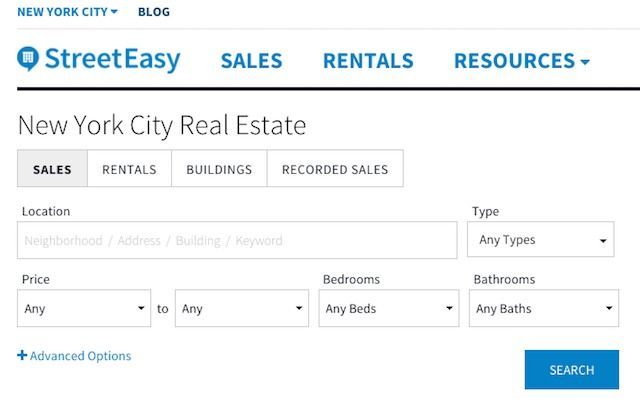 NEW YORK CITY BLOG
StreetEasy SALES RENTALS RESOURCES
New York City Real Estate
SALES RENTALS BUILDINGS RECORDED SALES
Location Type
Neighborhood / Address / Building / Keyword Any Types
Price Bedrooms Bathrooms
Any to Any Any Beds Any Baths
+ Advanced Options
SEARCH